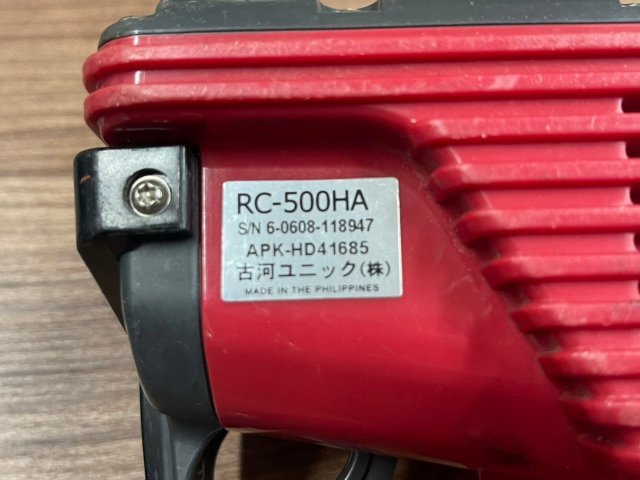 RC-500HA
S/N 6-0608-118947
APK-HD41685
古河ユニック(株)
MADE IN THE PHILIPPINES